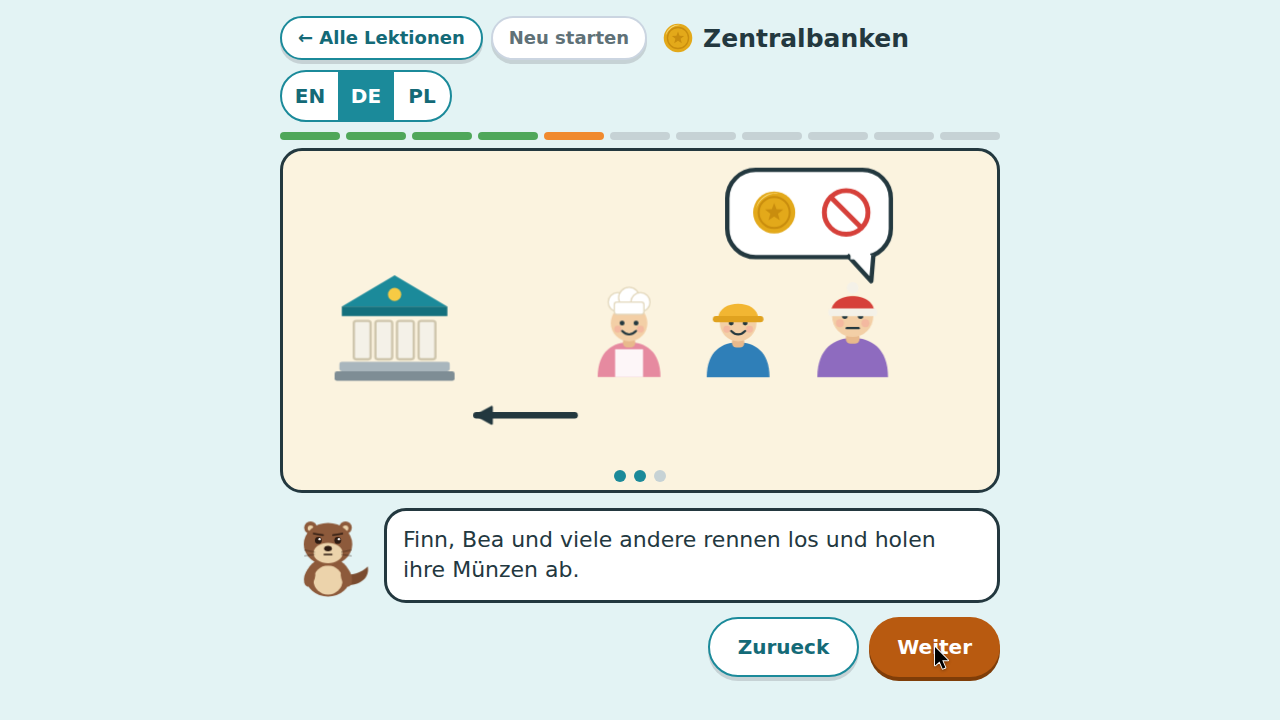 ← Alle Lektionen
Neu starten
Zentralbanken
EN DE PL
Finn, Bea und viele andere rennen los und holen
ihre Münzen ab.
Zurueck
Weiter